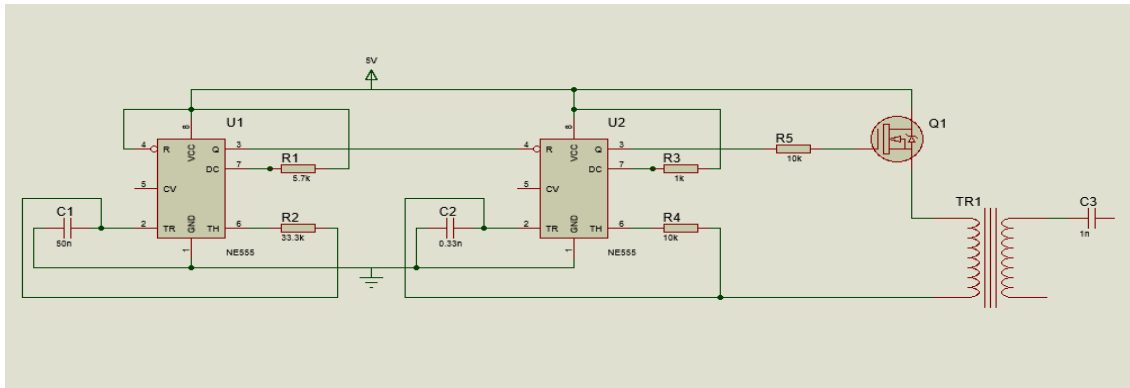 5V
U1
8
4
R
VCC
Q
3
DC
7
R1
5.7k
5
CV
C1
50n
2
TR
GND
TH
6
R2
33.3k
1
NE555
U2
8
4
R
VCC
Q
3
DC
7
R3
1k
5
CV
C2
0.33n
2
TR
GND
TH
6
R4
10k
1
NE555
R5
10k
Q1
TR1
C3
1n